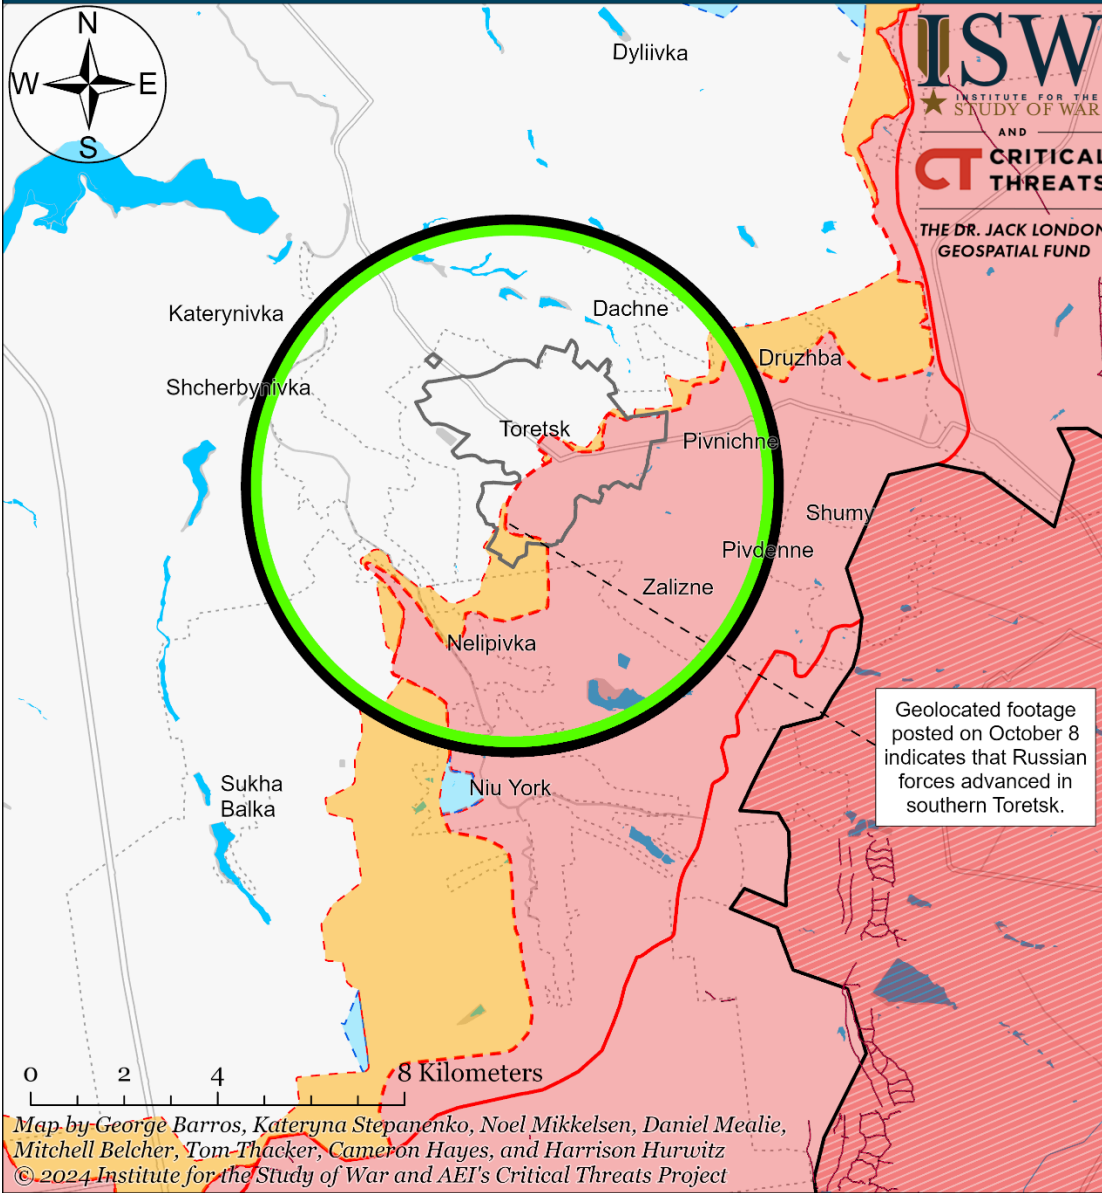 N
W
E
S
Dyliivka
ISW
INSTITUTE FOR THE
STUDY OF WAR
AND
CT CRITICAL
THREATS
THE DR. JACK LONDON
GEOSPATIAL FUND
Katerynivka
Dachne
Druzhba
Shcherbynivka
Toretsk
Pivnichne
Shumy
Pivdenne
Zalizne
Nelipivka
Geolocated footage
posted on October 8
indicates that Russian
forces advanced in
southern Toretsk.
Sukha
Balka
Niu York
0 2 4 8 Kilometers
Map by George Barros, Kateryna Stepanenko, Noel Mikkelsen, Daniel Mealie,
Mitchell Belcher, Tom Thacker, Cameron Hayes, and Harrison Hurwitz
© 2024 Institute for the Study of War and AEI's Critical Threats Project